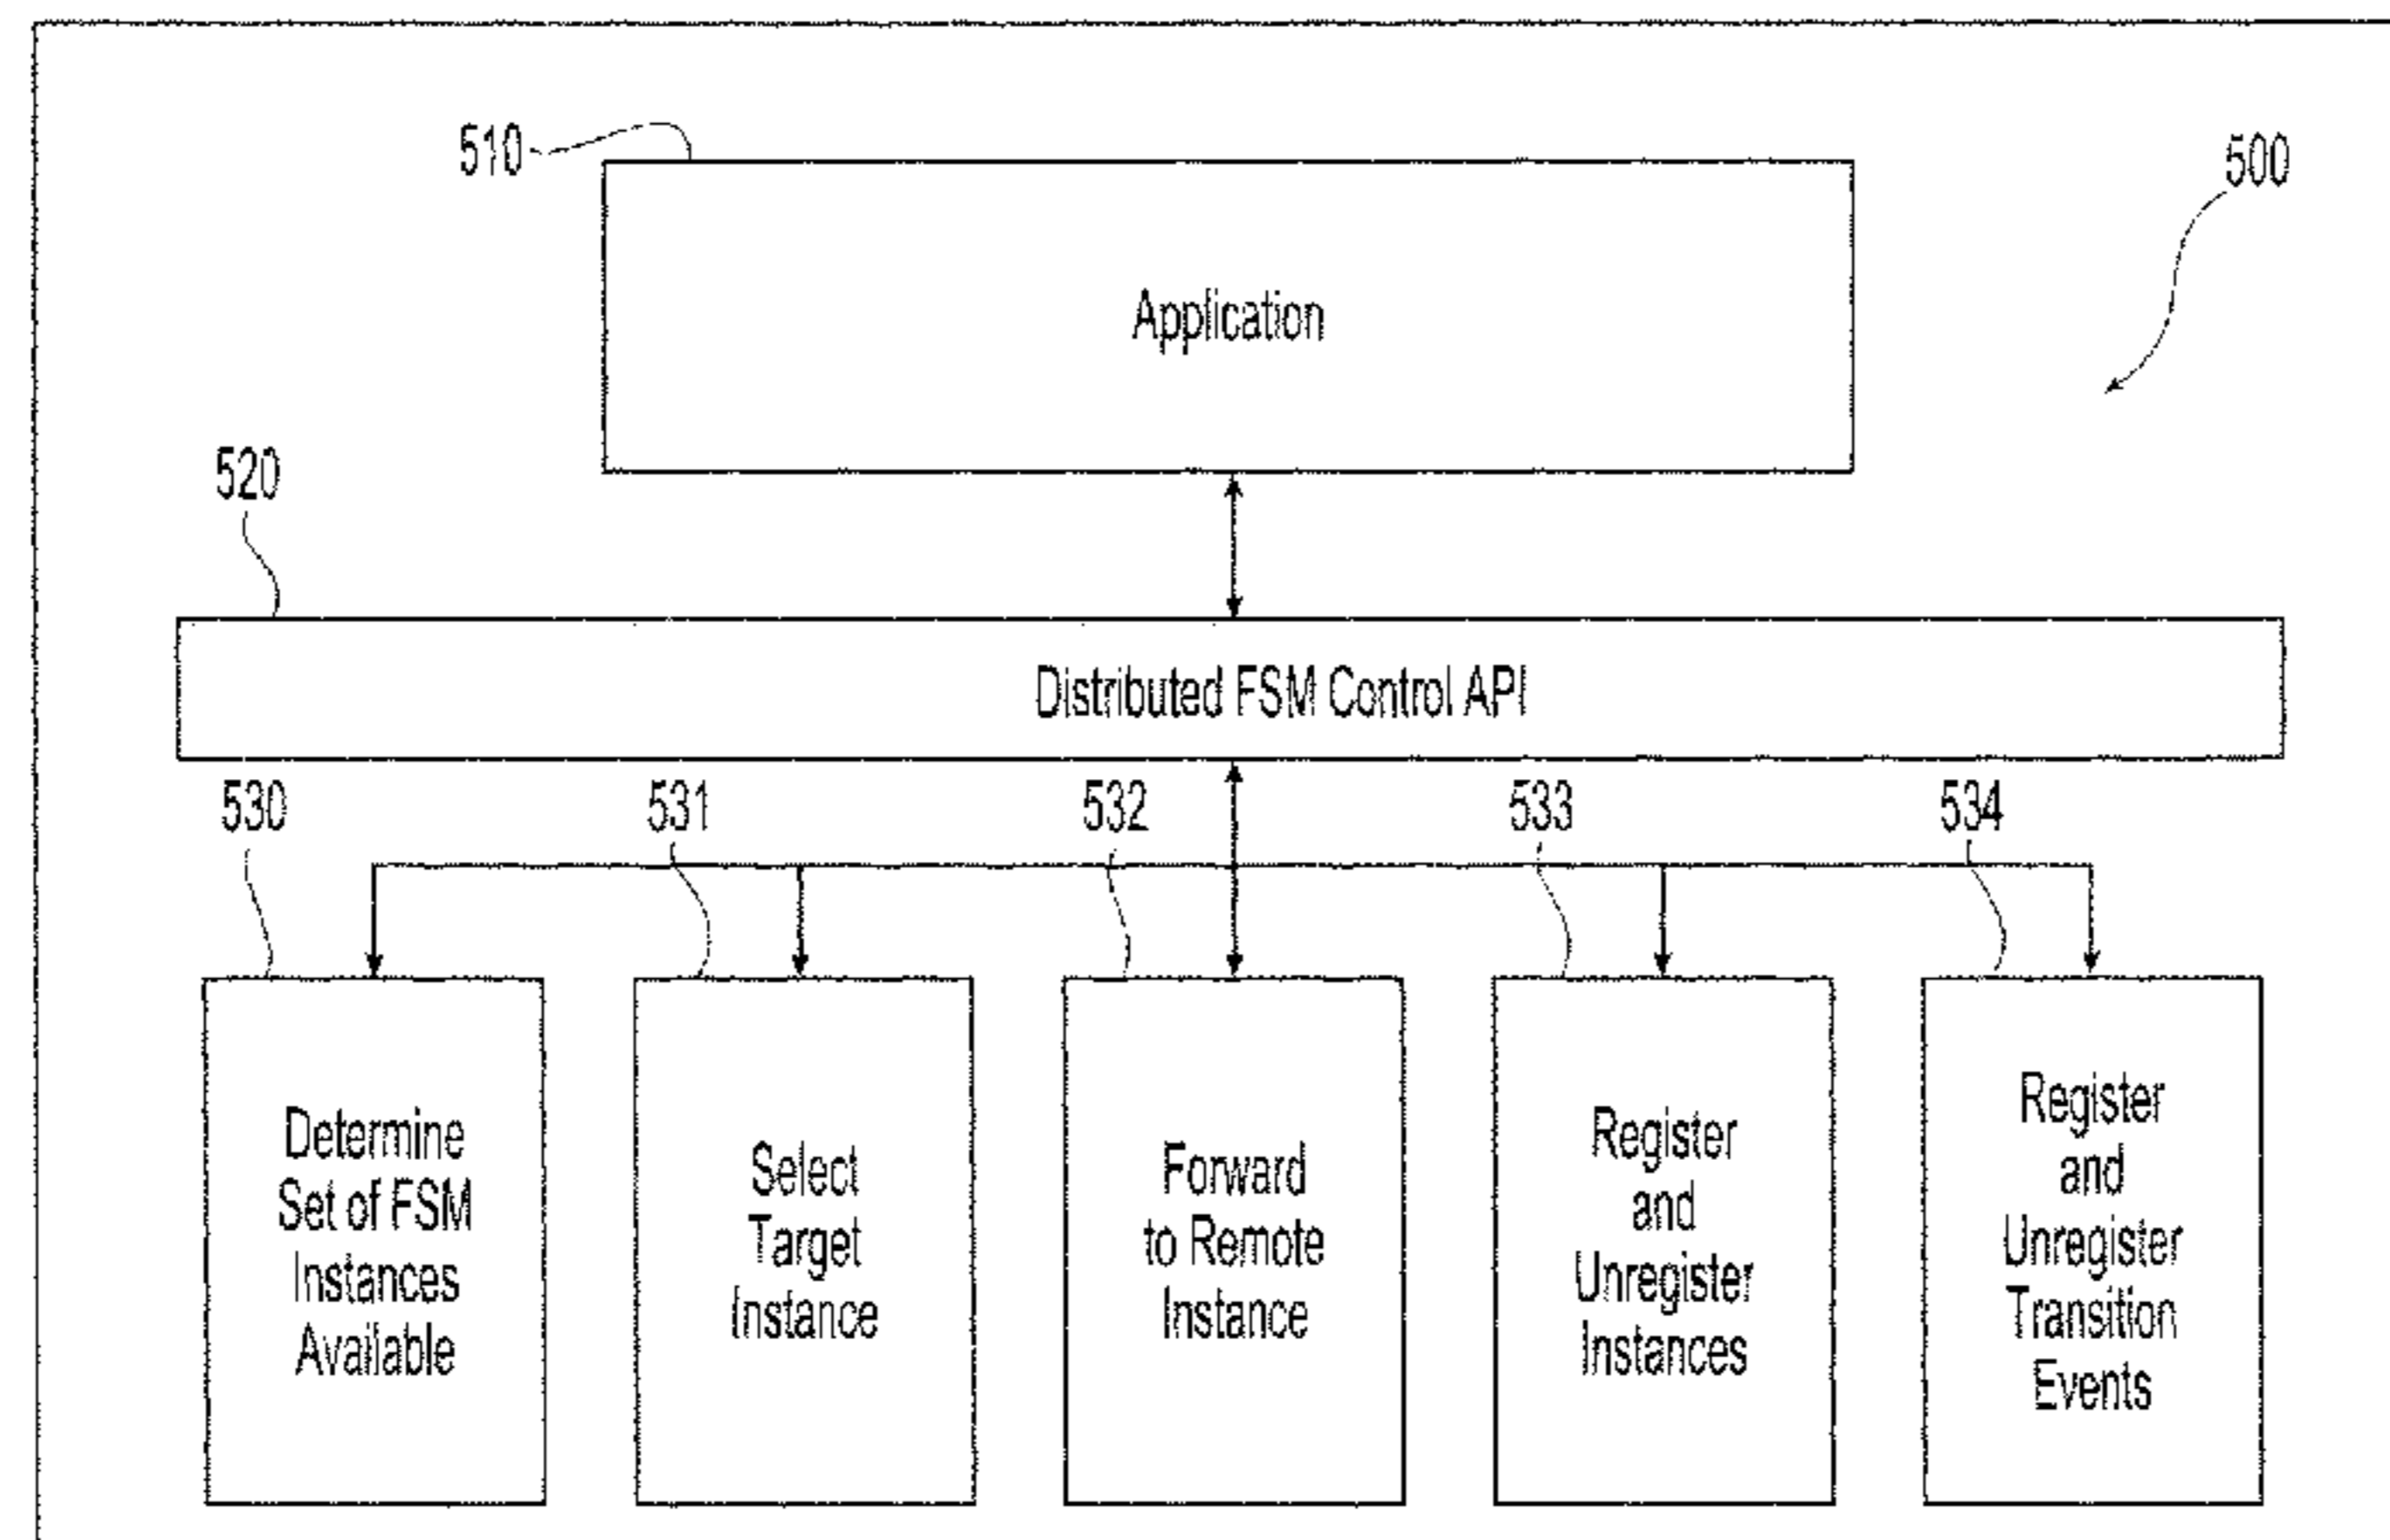 510
500
Application
520
Distributed FSM Control API
530
531
532
533
534
Determine
Set of FSM
Instances
Available
Select
Target
Instance
Forward
to Remote
Instance
Register
and
Unregister
Instances
Register
and
Unregister
Transition
Events